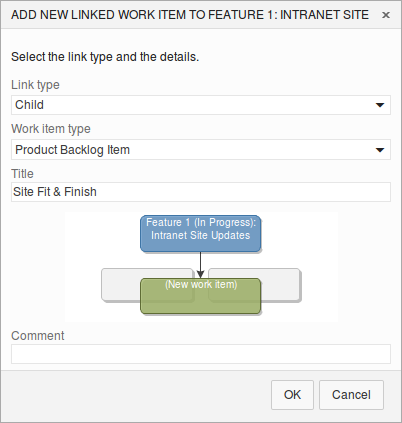 ADD NEW LINKED WORK ITEM TO FEATURE 1: INTRANET SITE
Select the link type and the details.
Link type
Child
Work item type
Product Backlog Item
Title
Site Fit & Finish
Feature 1 (In Progress):
Intranet Site Updates
(New work item)
Comment
OK
Cancel